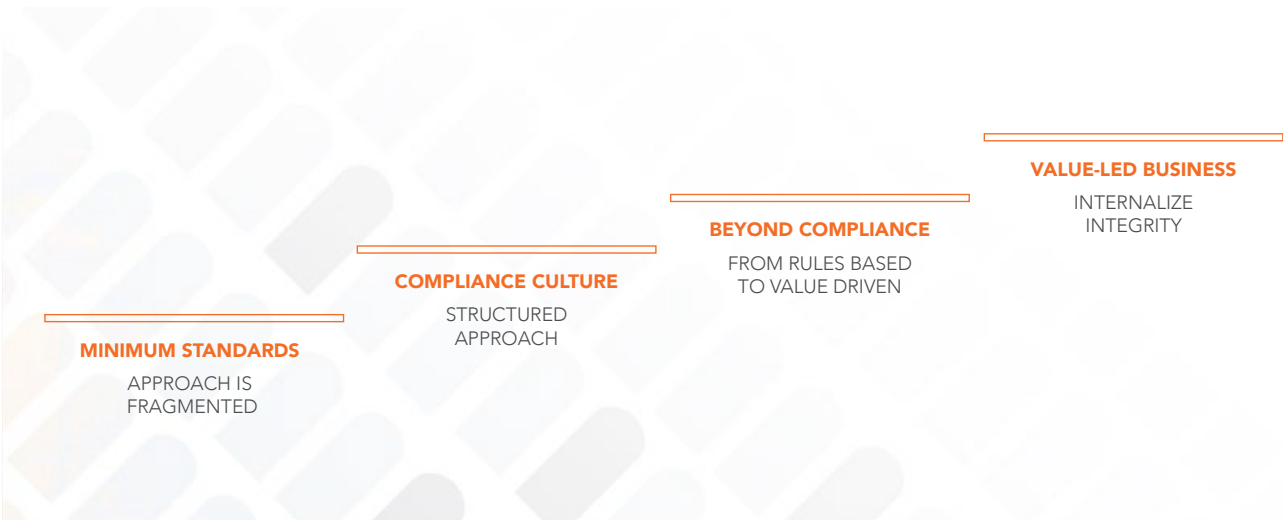 MINIMUM STANDARDS
APPROACH IS
FRAGMENTED
COMPLIANCE CULTURE
STRUCTURED
APPROACH
BEYOND COMPLIANCE
FROM RULES BASED
TO VALUE DRIVEN
VALUE-LED BUSINESS
INTERNALIZE
INTEGRITY